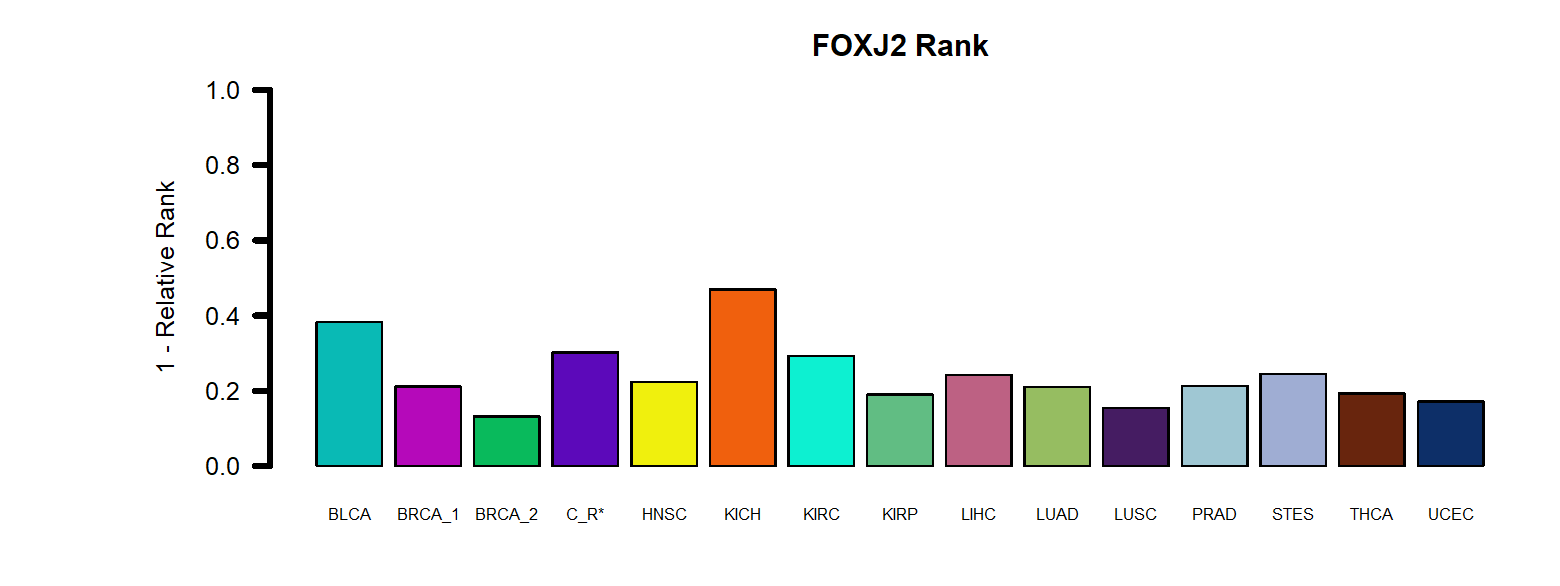 FOXJ2 Rank
1 - Relative Rank
1.0
0.8
0.6
0.4
0.2
0.0
BLCA BRCA_1 BRCA_2 C_R* HNSC KICH KIRC KIRP LIHC LUAD LUSC PRAD STES THCA UCEC